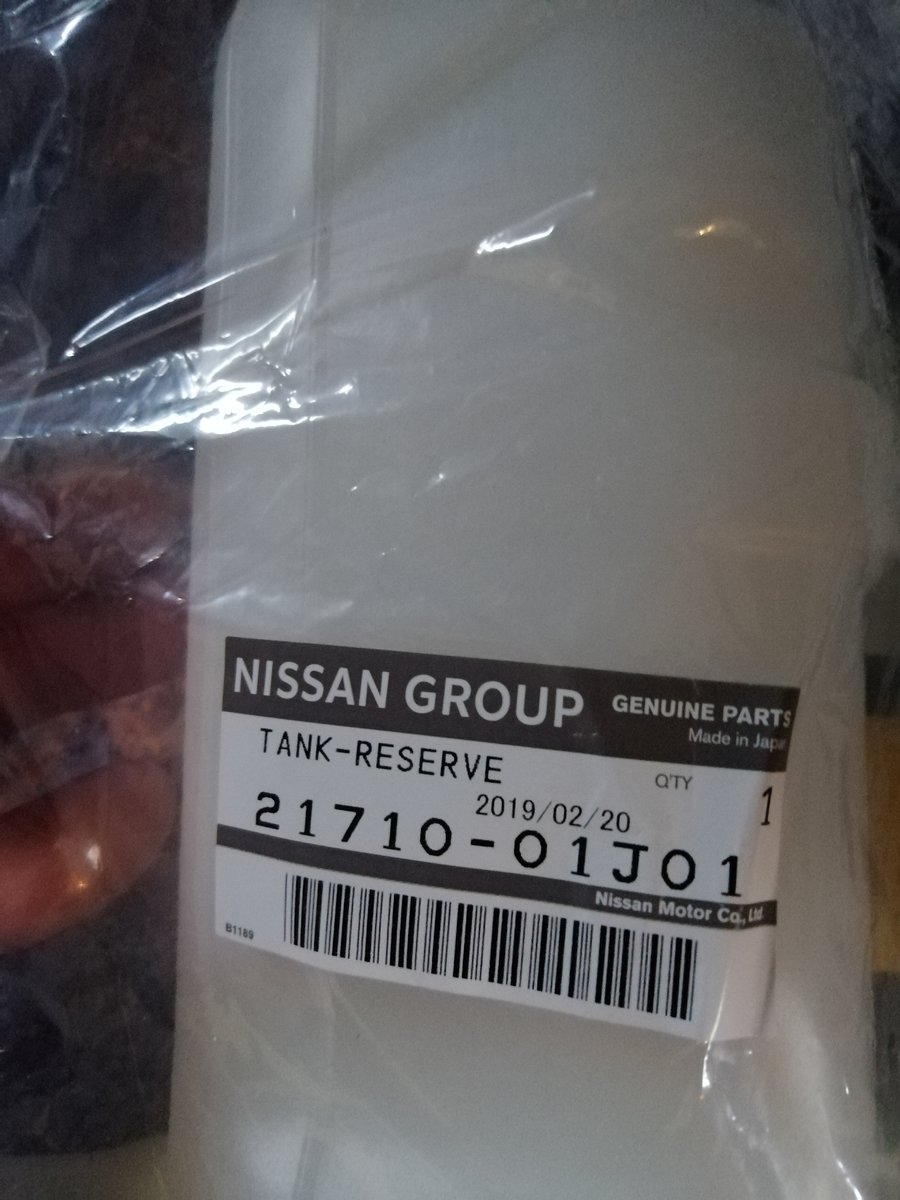 NISSAN GROUP GENUINE PARTS
Made in Japan
TANK-RESERVE
Q'TY 1
2019/02/20
21710-01J01
Nissan Motor Co., Ltd.
B1189